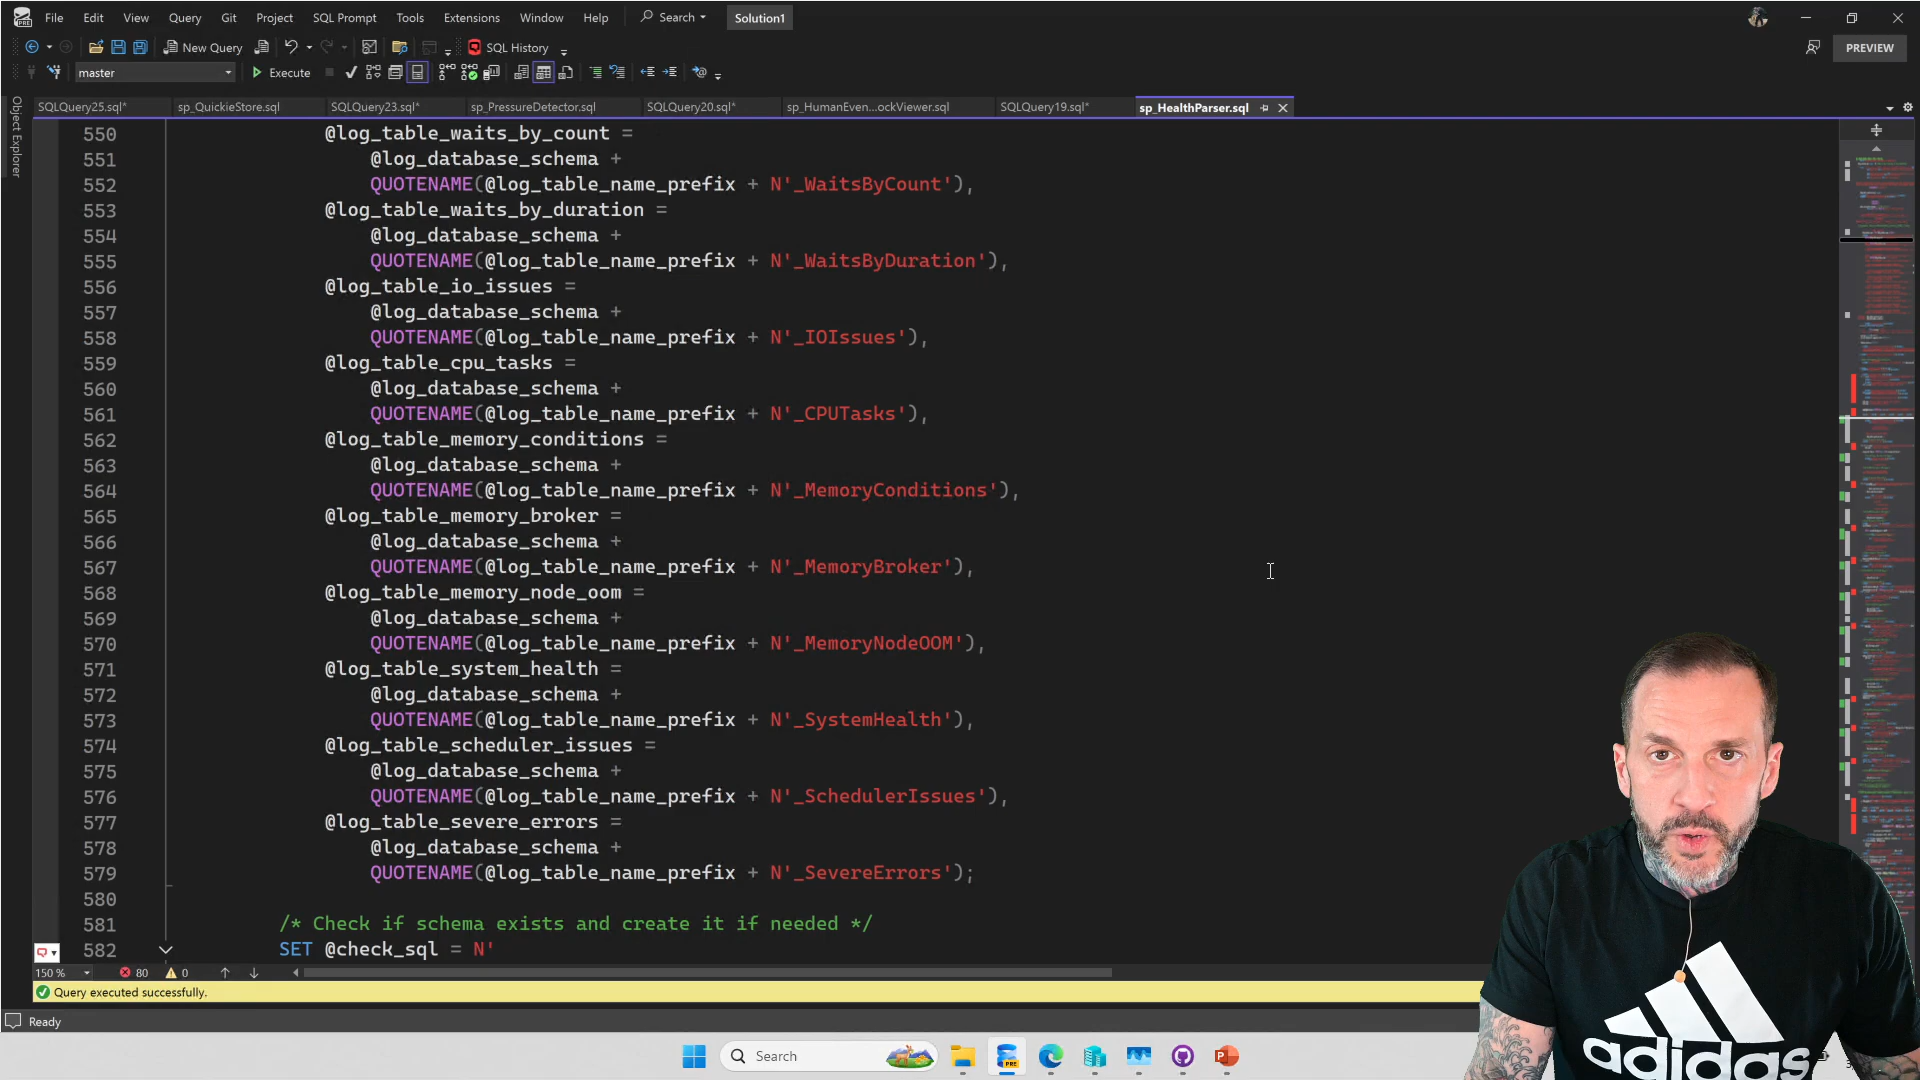 File Edit View Query Git Project SQL Prompt Tools Extensions Window Help Search Solution1
New Query SQL History PREVIEW
master Execute
SQLQuery25.sql* sp_QuickieStore.sql SQLQuery23.sql* sp_PressureDetector.sql SQLQuery20.sql* sp_HumanEven...ockViewer.sql SQLQuery19.sql* sp_HealthParser.sql
Object Explorer
550 @log_table_waits_by_count =
551 @log_database_schema +
552 QUOTENAME(@log_table_name_prefix + N'_WaitsByCount'),
553 @log_table_waits_by_duration =
554 @log_database_schema +
555 QUOTENAME(@log_table_name_prefix + N'_WaitsByDuration'),
556 @log_table_io_issues =
557 @log_database_schema +
558 QUOTENAME(@log_table_name_prefix + N'_IOIssues'),
559 @log_table_cpu_tasks =
560 @log_database_schema +
561 QUOTENAME(@log_table_name_prefix + N'_CPUTasks'),
562 @log_table_memory_conditions =
563 @log_database_schema +
564 QUOTENAME(@log_table_name_prefix + N'_MemoryConditions'),
565 @log_table_memory_broker =
566 @log_database_schema +
567 QUOTENAME(@log_table_name_prefix + N'_MemoryBroker'),
568 @log_table_memory_node_oom =
569 @log_database_schema +
570 QUOTENAME(@log_table_name_prefix + N'_MemoryNodeOOM'),
571 @log_table_system_health =
572 @log_database_schema +
573 QUOTENAME(@log_table_name_prefix + N'_SystemHealth'),
574 @log_table_scheduler_issues =
575 @log_database_schema +
576 QUOTENAME(@log_table_name_prefix + N'_SchedulerIssues'),
577 @log_table_severe_errors =
578 @log_database_schema +
579 QUOTENAME(@log_table_name_prefix + N'_SevereErrors');
580
581 /* Check if schema exists and create it if needed */
582 SET @check_sql = N'
150 % 80 0
Query executed successfully.
Ready
Search
PRE
adidas